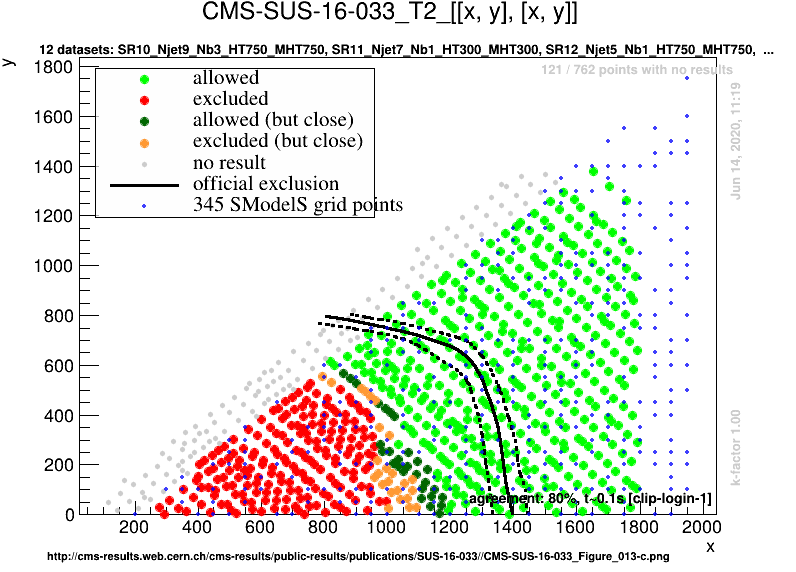 CMS-SUS-16-033_T2_[[x, y], [x, y]]
12 datasets: SR10_Njet9_Nb3_HT750_MHT750, SR11_Njet7_Nb1_HT300_MHT300, SR12_Njet5_Nb1_HT750_MHT750, ...
y
121 / 762 points with no results
allowed
excluded
allowed (but close)
excluded (but close)
no result
official exclusion
345 SModelS grid points
Jun 14, 2020, 11:19
k-factor 1.00
1800
1600
1400
1200
1000
800
600
400
200
0
agreement: 80%, t~0.1s [clip-login-1]
200 400 600 800 1000 1200 1400 1600 1800 2000
x
http://cms-results.web.cern.ch/cms-results/public-results/publications/SUS-16-033//CMS-SUS-16-033_Figure_013-c.png